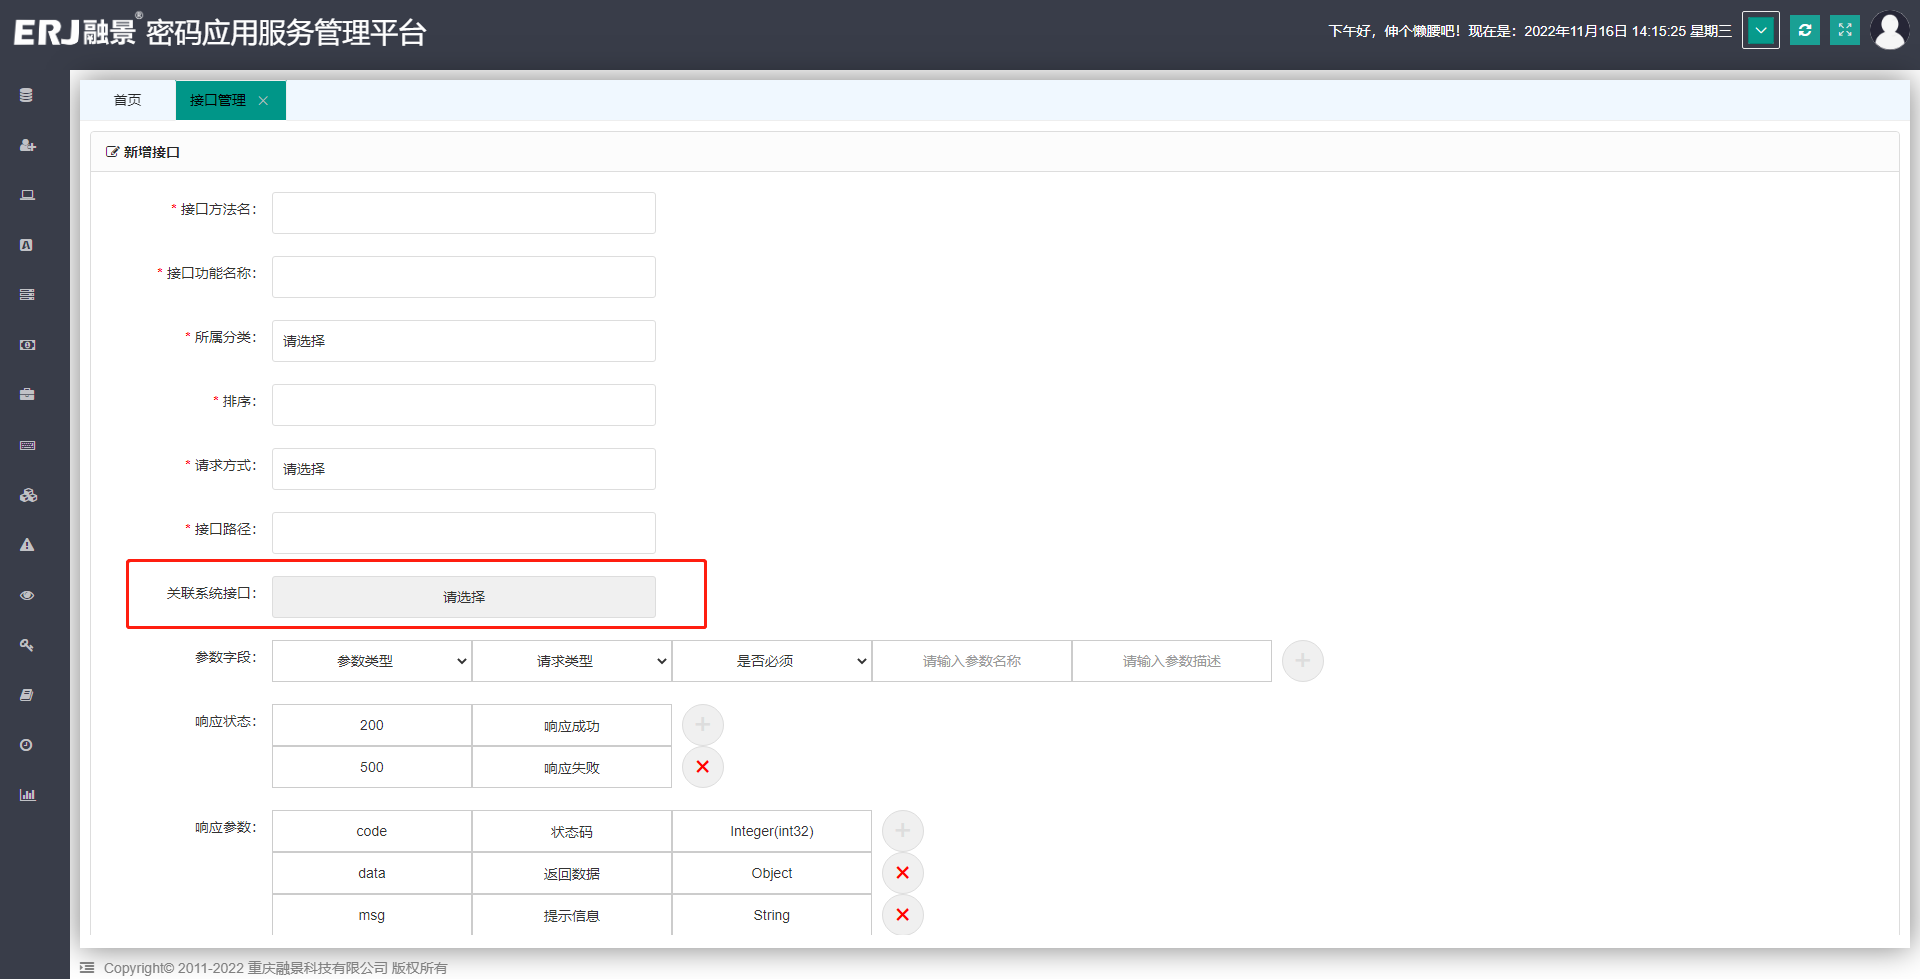 ERJ融景® 密码应用服务管理平台
下午好，伸个懒腰吧！现在是：2022年11月16日 14:15:25 星期三
首页 接口管理
新增接口
* 接口方法名：
* 接口功能名称：
* 所属分类： 请选择
* 排序：
* 请求方式： 请选择
* 接口路径：
关联系统接口： 请选择
参数字段： 参数类型 请求类型 是否必须 请输入参数名称 请输入参数描述
响应状态： 200 响应成功
500 响应失败
响应参数： code 状态码 Integer(int32)
data 返回数据 Object
msg 提示信息 String
Copyright© 2011-2022 重庆融景科技有限公司 版权所有